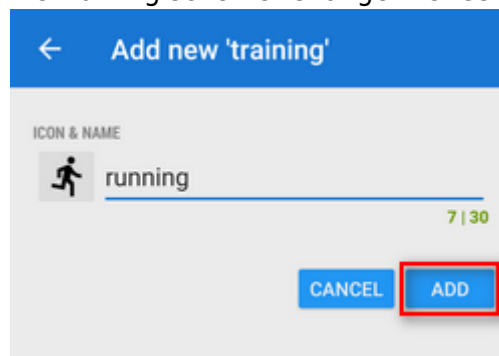 Add new 'training'
ICON & NAME
running
7 | 30
CANCEL
ADD